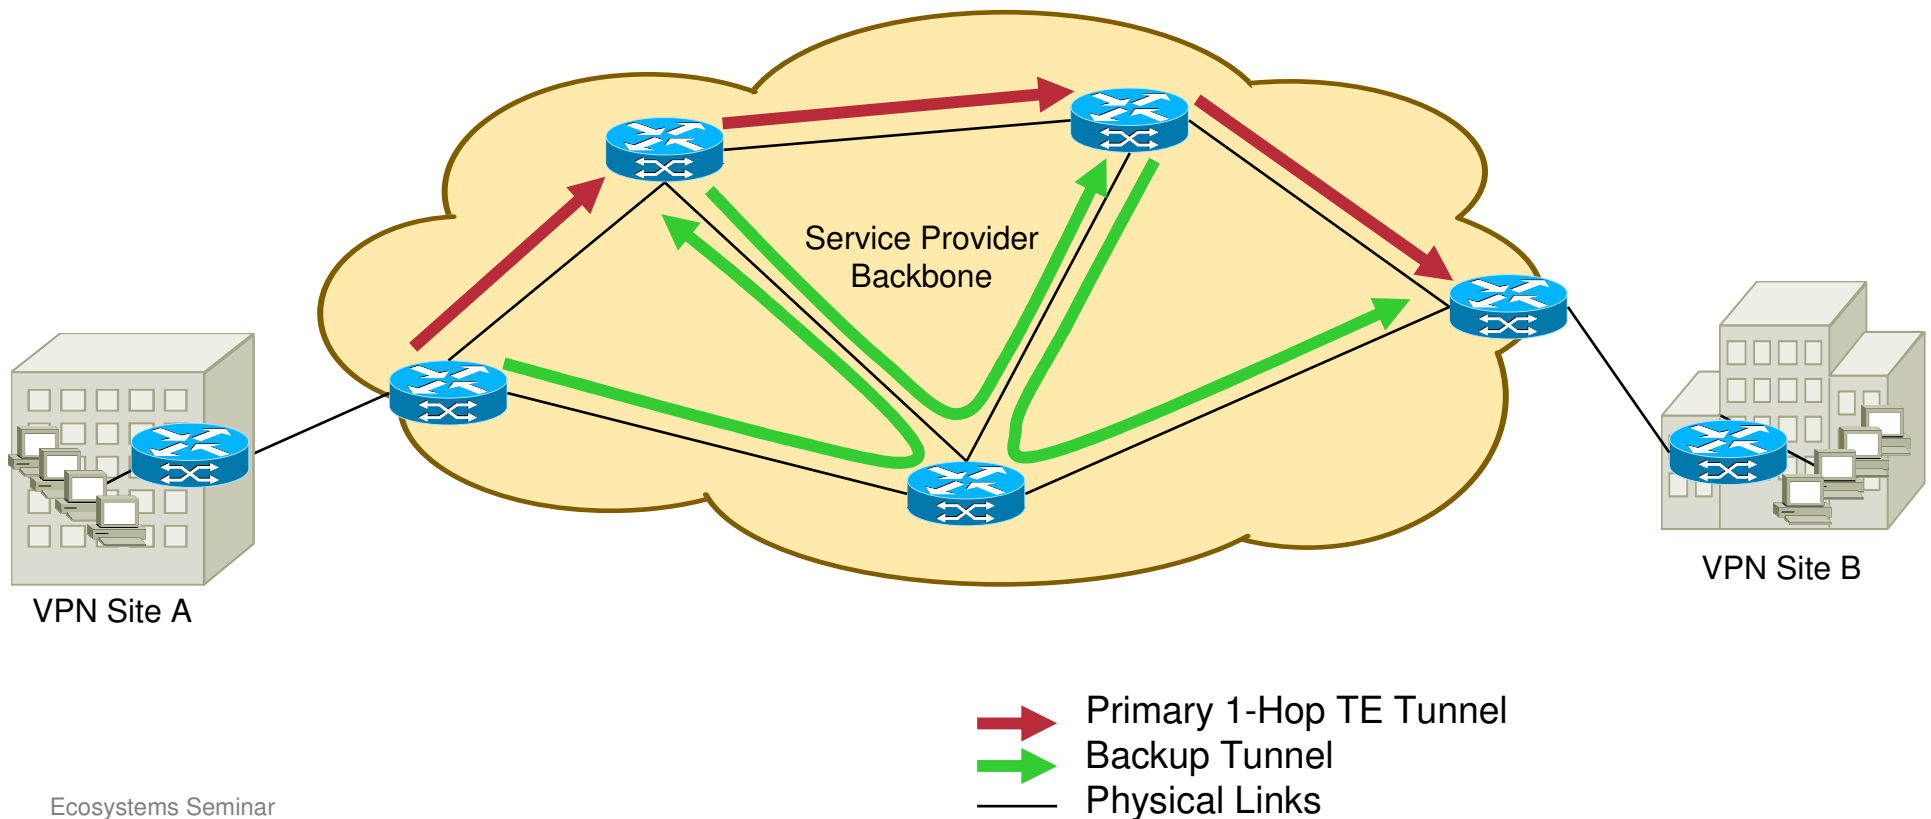 Service Provider
Backbone
VPN Site A
VPN Site B
Primary 1-Hop TE Tunnel
Backup Tunnel
Physical Links
Ecosystems Seminar